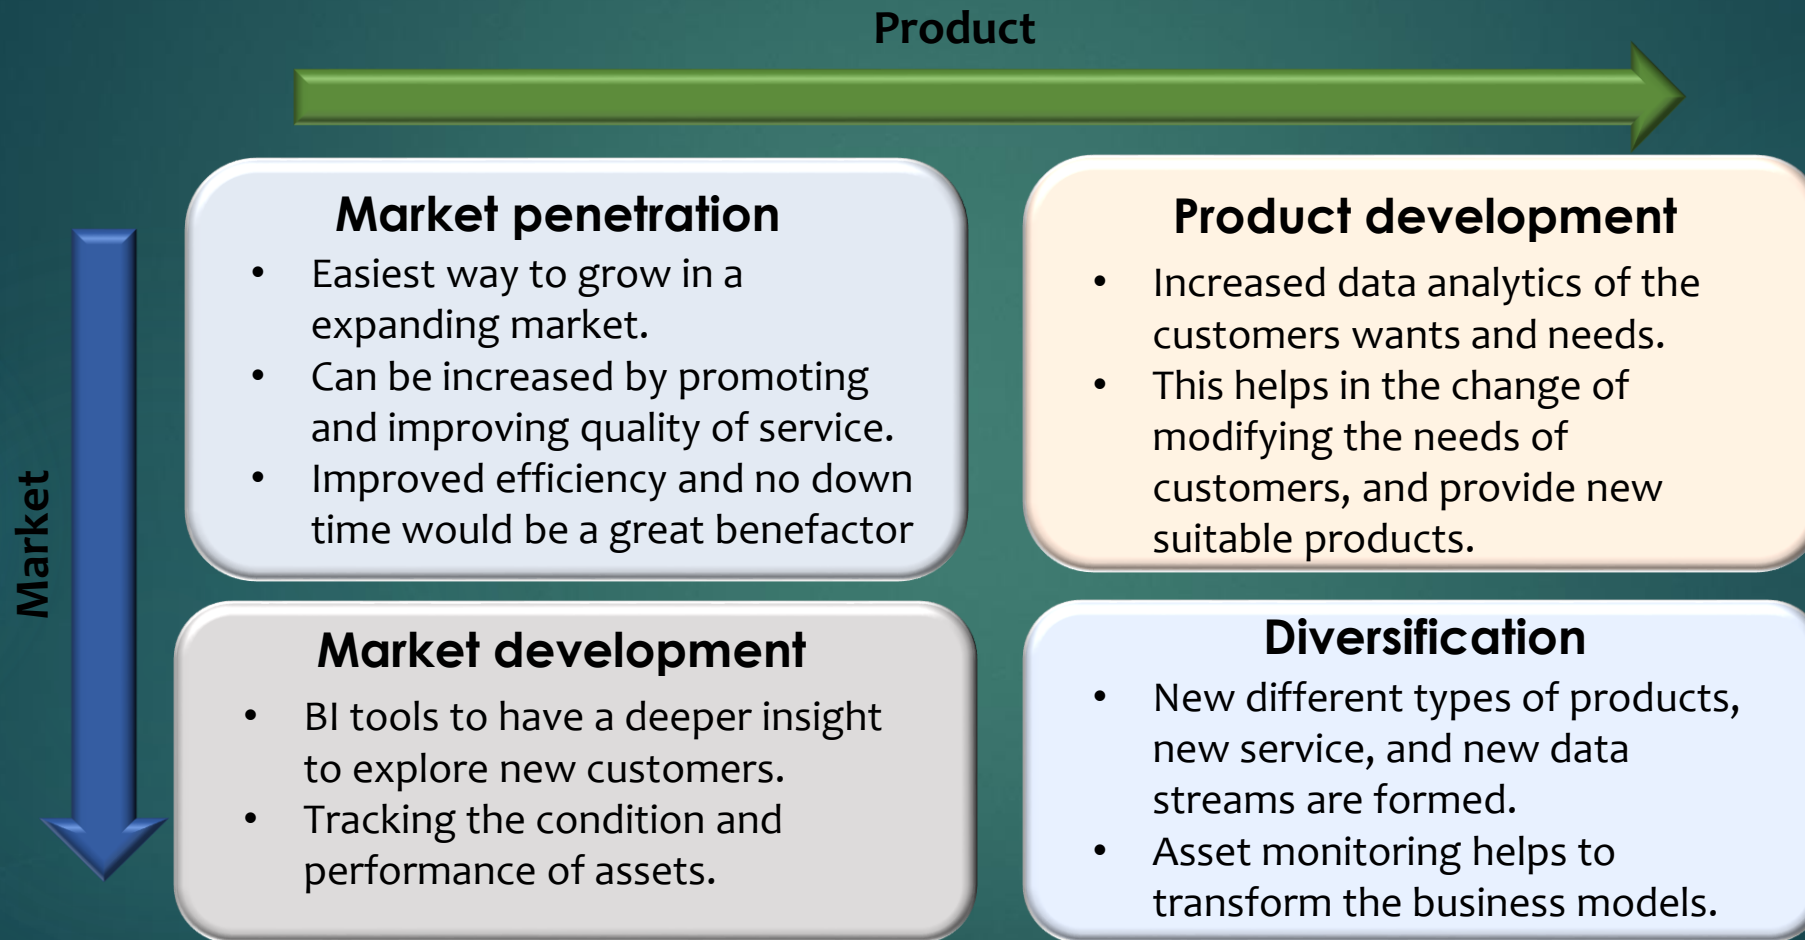 Product
Market
Market penetration
• Easiest way to grow in a
expanding market.
• Can be increased by promoting
and improving quality of service.
• Improved efficiency and no down
time would be a great benefactor
Product development
• Increased data analytics of the
customers wants and needs.
• This helps in the change of
modifying the needs of
customers, and provide new
suitable products.
Market development
• BI tools to have a deeper insight
to explore new customers.
• Tracking the condition and
performance of assets.
Diversification
• New different types of products,
new service, and new data
streams are formed.
• Asset monitoring helps to
transform the business models.